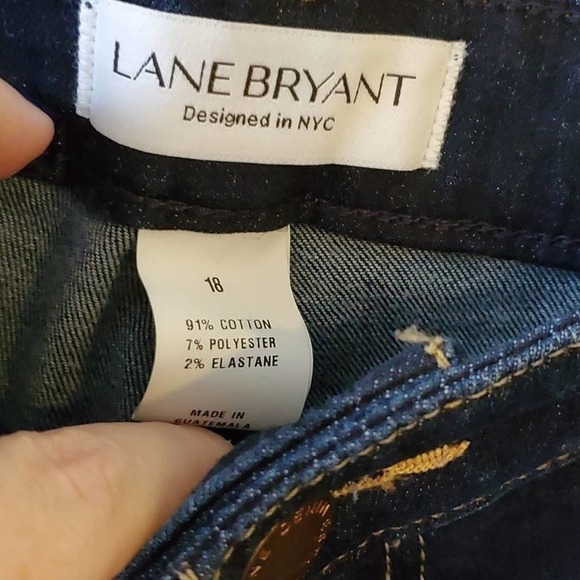 LANE BRYANT
Designed in NYC
18
91% COTTON
7% POLYESTER
2% ELASTANE
MADE IN
GUATEMALA